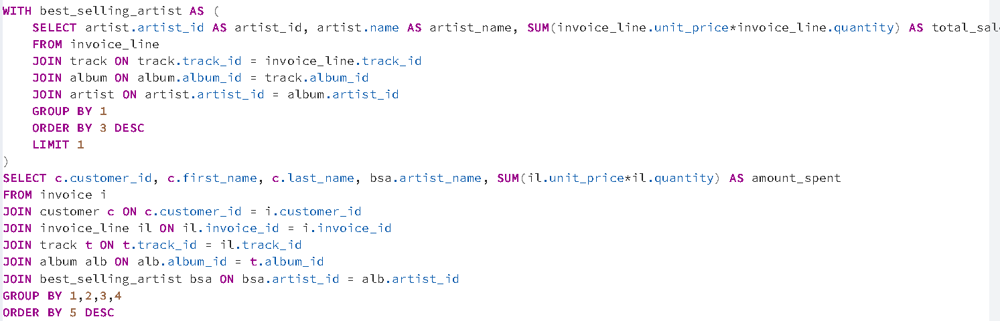 WITH best_selling_artist AS (
    SELECT artist.artist_id AS artist_id, artist.name AS artist_name, SUM(invoice_line.unit_price*invoice_line.quantity) AS total_sal
    FROM invoice_line
    JOIN track ON track.track_id = invoice_line.track_id
    JOIN album ON album.album_id = track.album_id
    JOIN artist ON artist.artist_id = album.artist_id
    GROUP BY 1
    ORDER BY 3 DESC
    LIMIT 1
)
SELECT c.customer_id, c.first_name, c.last_name, bsa.artist_name, SUM(il.unit_price*il.quantity) AS amount_spent
FROM invoice i
JOIN customer c ON c.customer_id = i.customer_id
JOIN invoice_line il ON il.invoice_id = i.invoice_id
JOIN track t ON t.track_id = il.track_id
JOIN album alb ON alb.album_id = t.album_id
JOIN best_selling_artist bsa ON bsa.artist_id = alb.artist_id
GROUP BY 1,2,3,4
ORDER BY 5 DESC